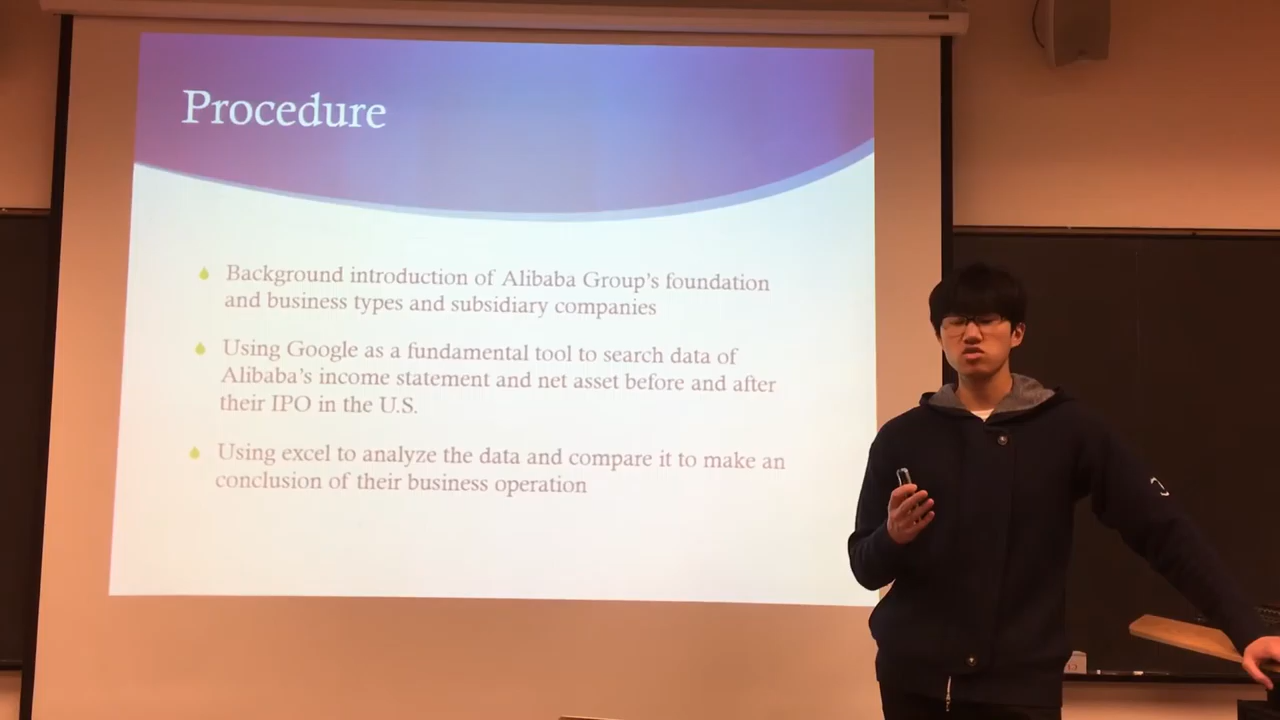 Procedure
Background introduction of Alibaba Group's foundation
and business types and subsidiary companies
Using Google as a fundamental tool to search data of
Alibaba's income statement and net asset before and after
their IPO in the U.S.
Using excel to analyze the data and compare it to make an
conclusion of their business operation